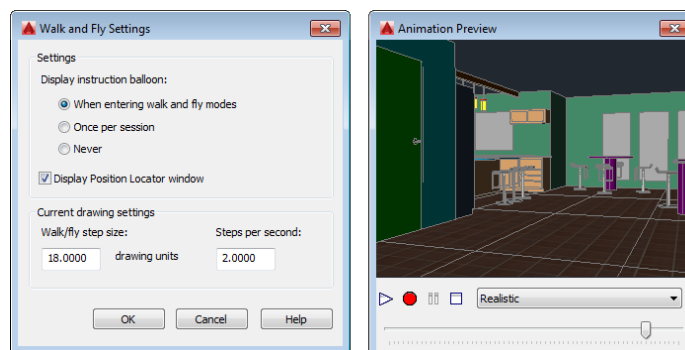 Walk and Fly Settings
Settings
Display instruction balloon:
When entering walk and fly modes
Once per session
Never
Display Position Locator window
Current drawing settings
Walk/fly step size:
Steps per second:
18.0000 drawing units
2.0000
OK Cancel Help
Animation Preview
Realistic